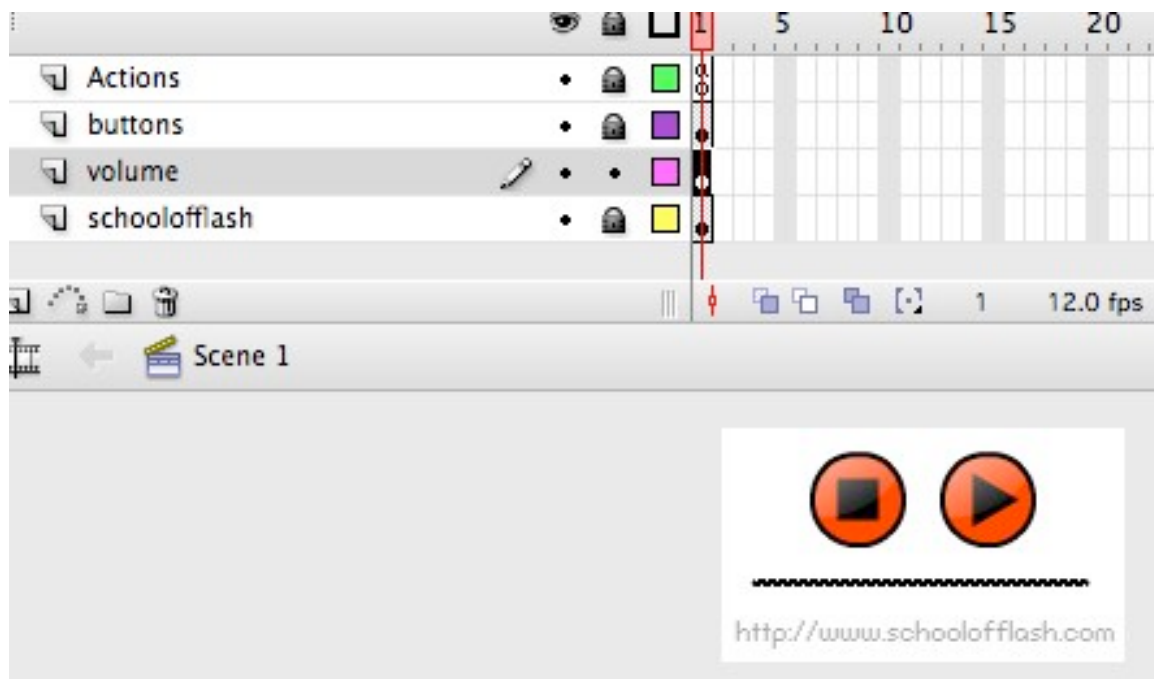 1 5 10 15 20
Actions
buttons
volume
schoolofflash
1 12.0 fps
Scene 1
http://www.schoolofflash.com